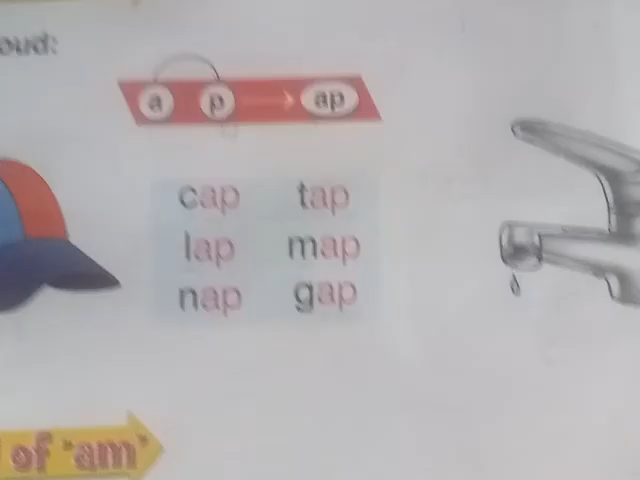 oud:
a p → ap
cap tap
lap map
nap gap
of "am"